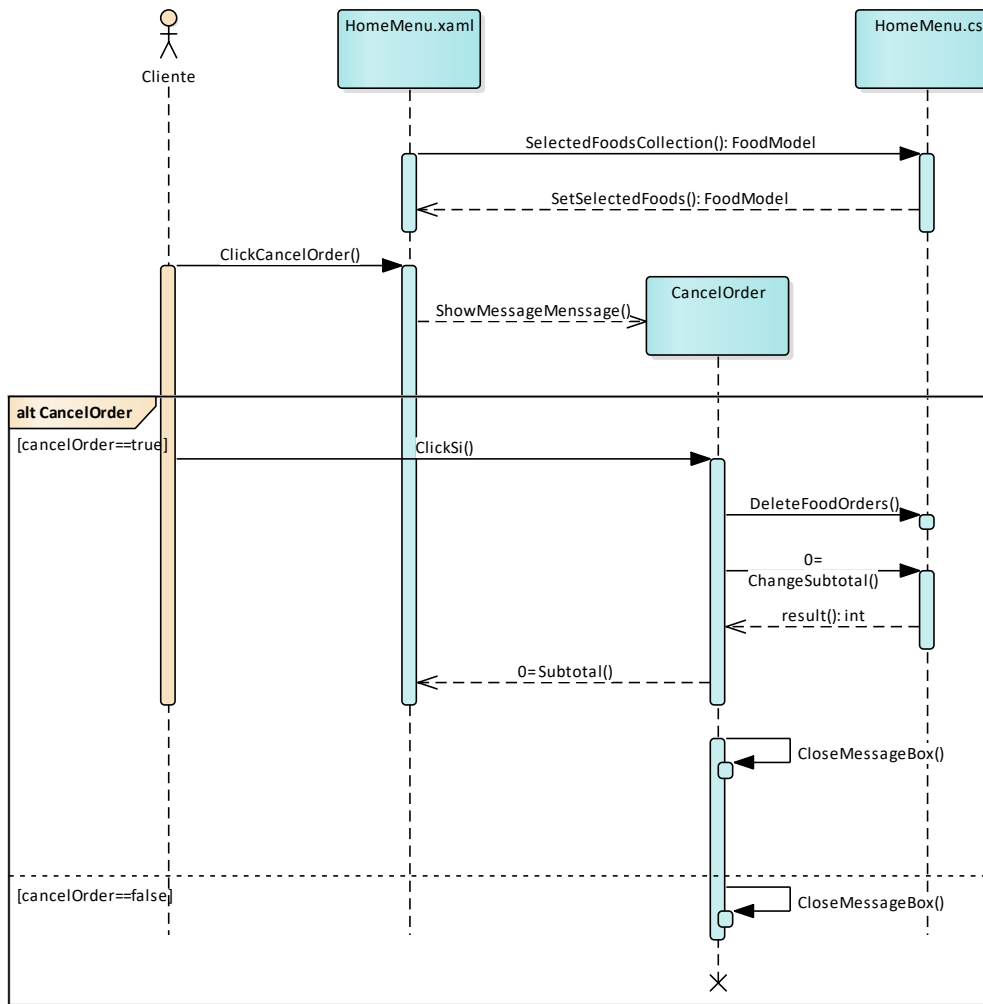 HomeMenu.xaml
HomeMenu.cs
Cliente
SelectedFoodsCollection(): FoodModel
SetSelectedFoods(): FoodModel
ClickCancelOrder()
CancelOrder
ShowMessageMenssage()
alt CancelOrder
[cancelOrder==true]
ClickSi()
DeleteFoodOrders()
0=
ChangeSubtotal()
result(): int
0=Subtotal()
CloseMessageBox()
[cancelOrder==false]
CloseMessageBox()